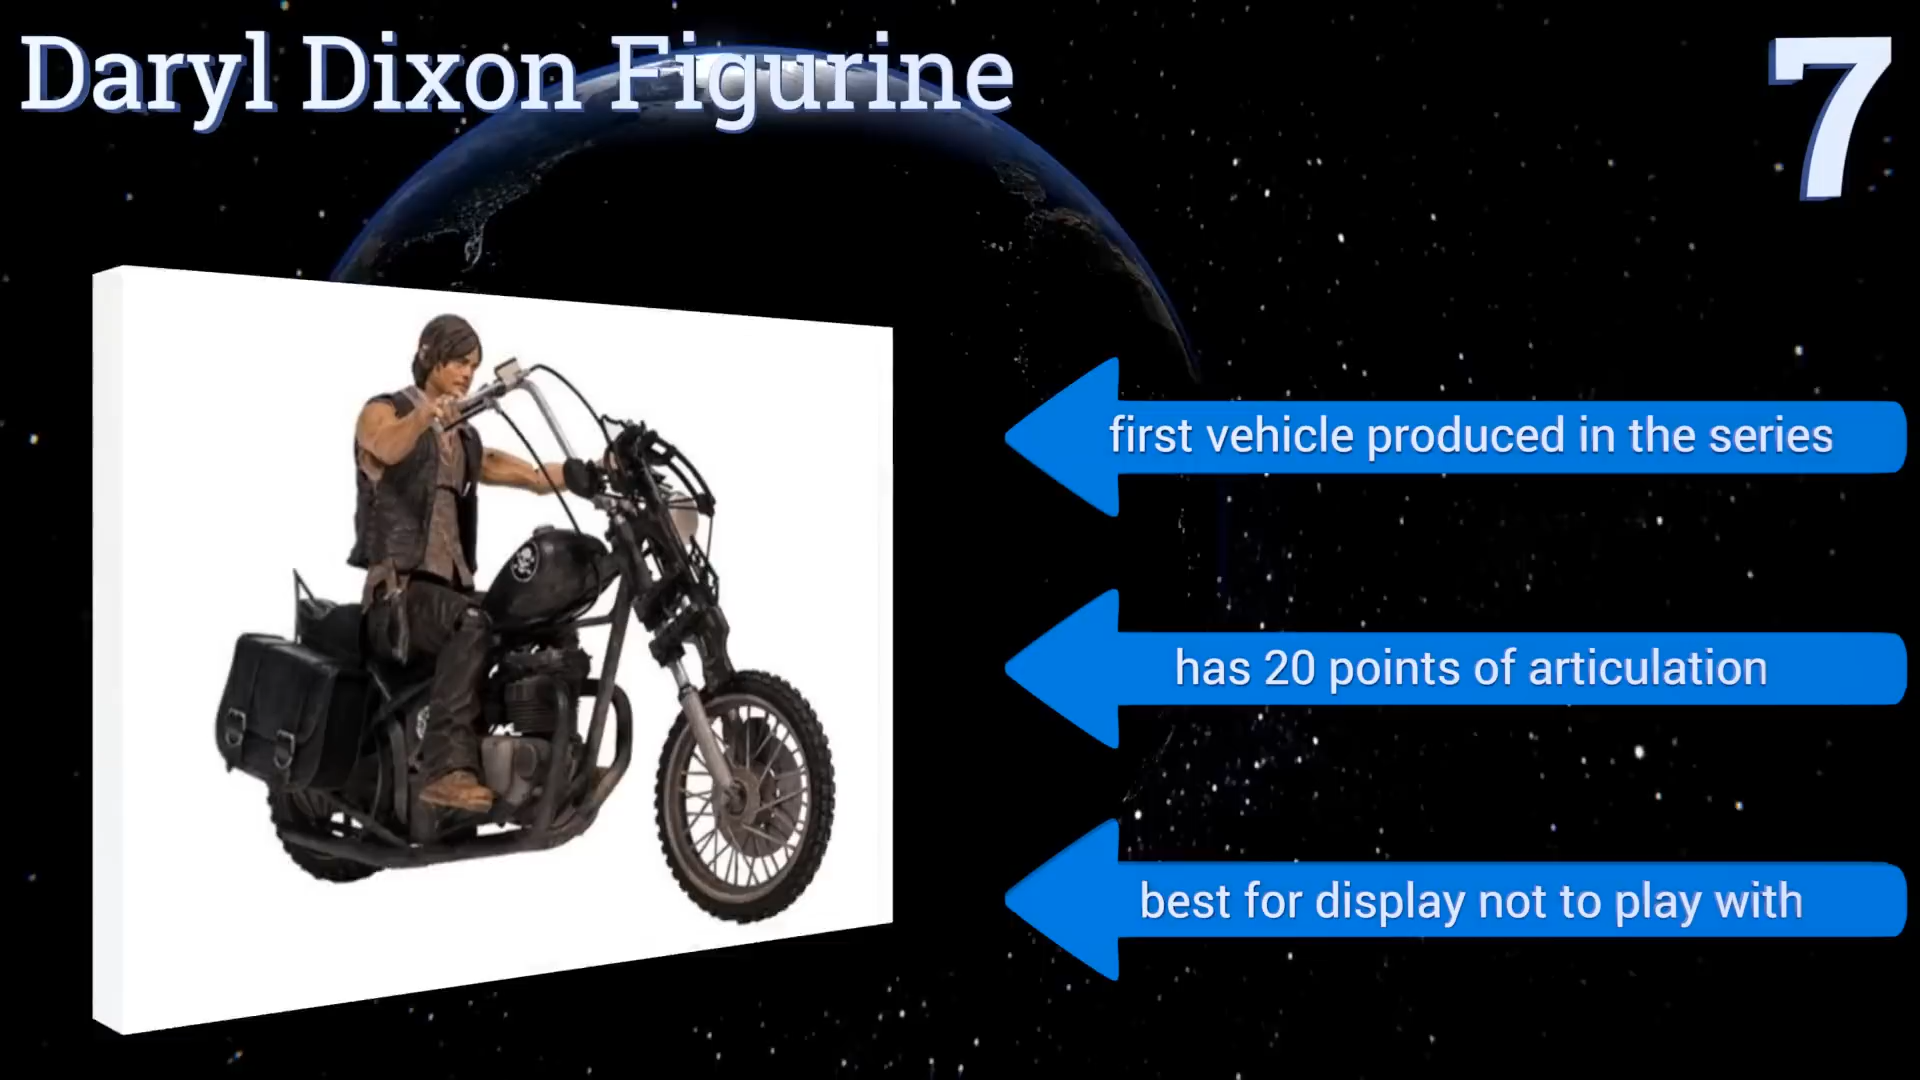 Daryl Dixon Figurine
7
first vehicle produced in the series
has 20 points of articulation
best for display not to play with